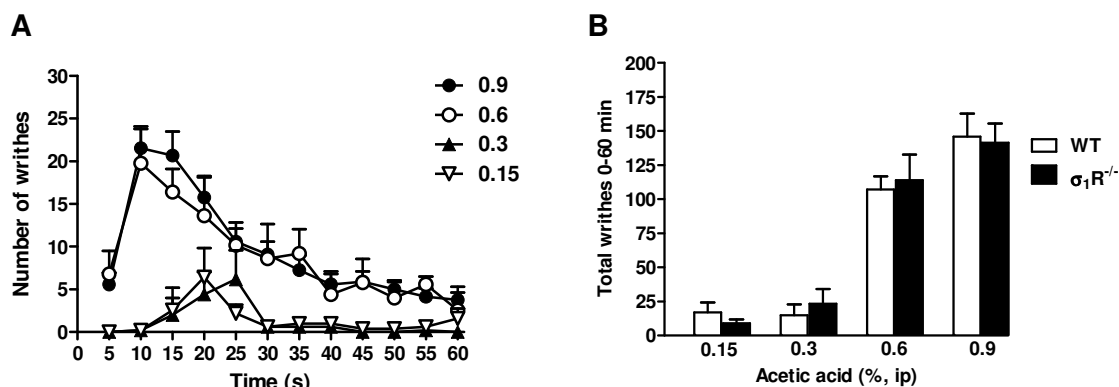 A
Number of writhes
30
25
20
15
10
5
0
0 5 10 15 20 25 30 35 40 45 50 55 60
Time (s)
0.9
0.6
0.3
0.15
B
Total writhes 0-60 min
200
175
150
125
100
75
50
25
0
0.15 0.3 0.6 0.9
Acetic acid (%, ip)
WT
σ₁R⁻/⁻